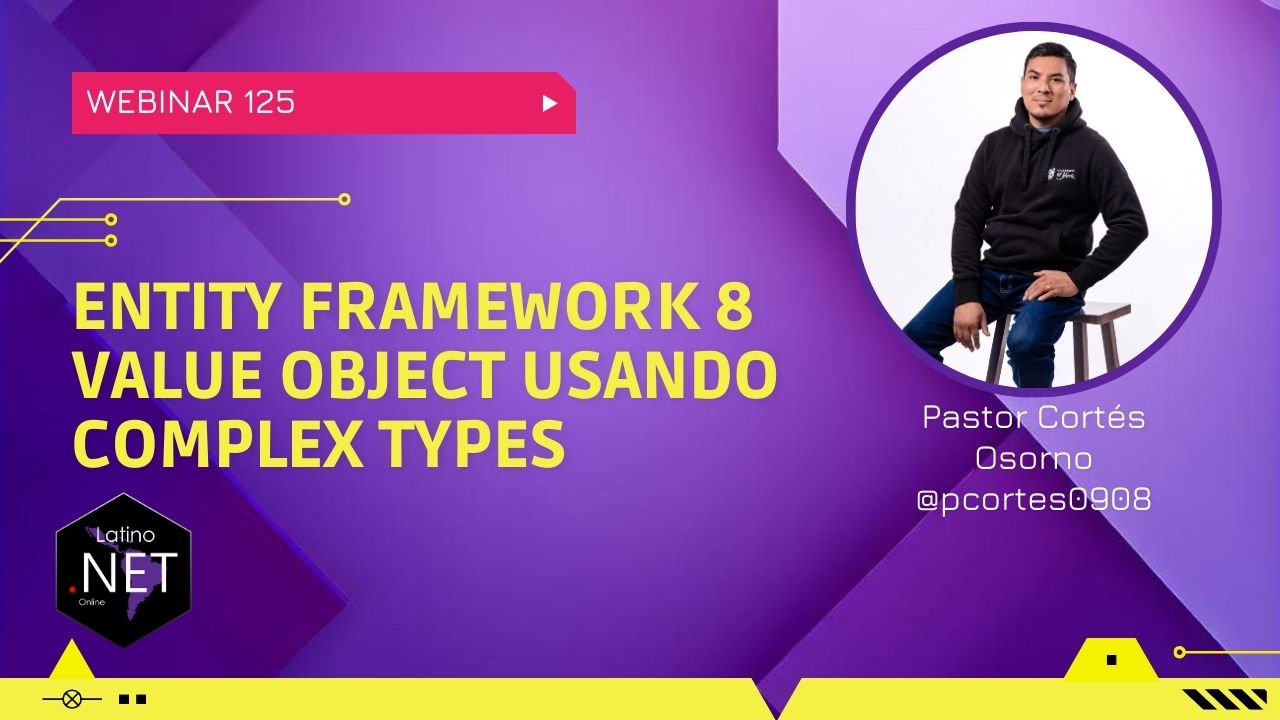 WEBINAR 125
ENTITY FRAMEWORK 8
VALUE OBJECT USANDO
COMPLEX TYPES
Pastor Cortés
Osorno
@pcortes0908
Latino
.NET
Online